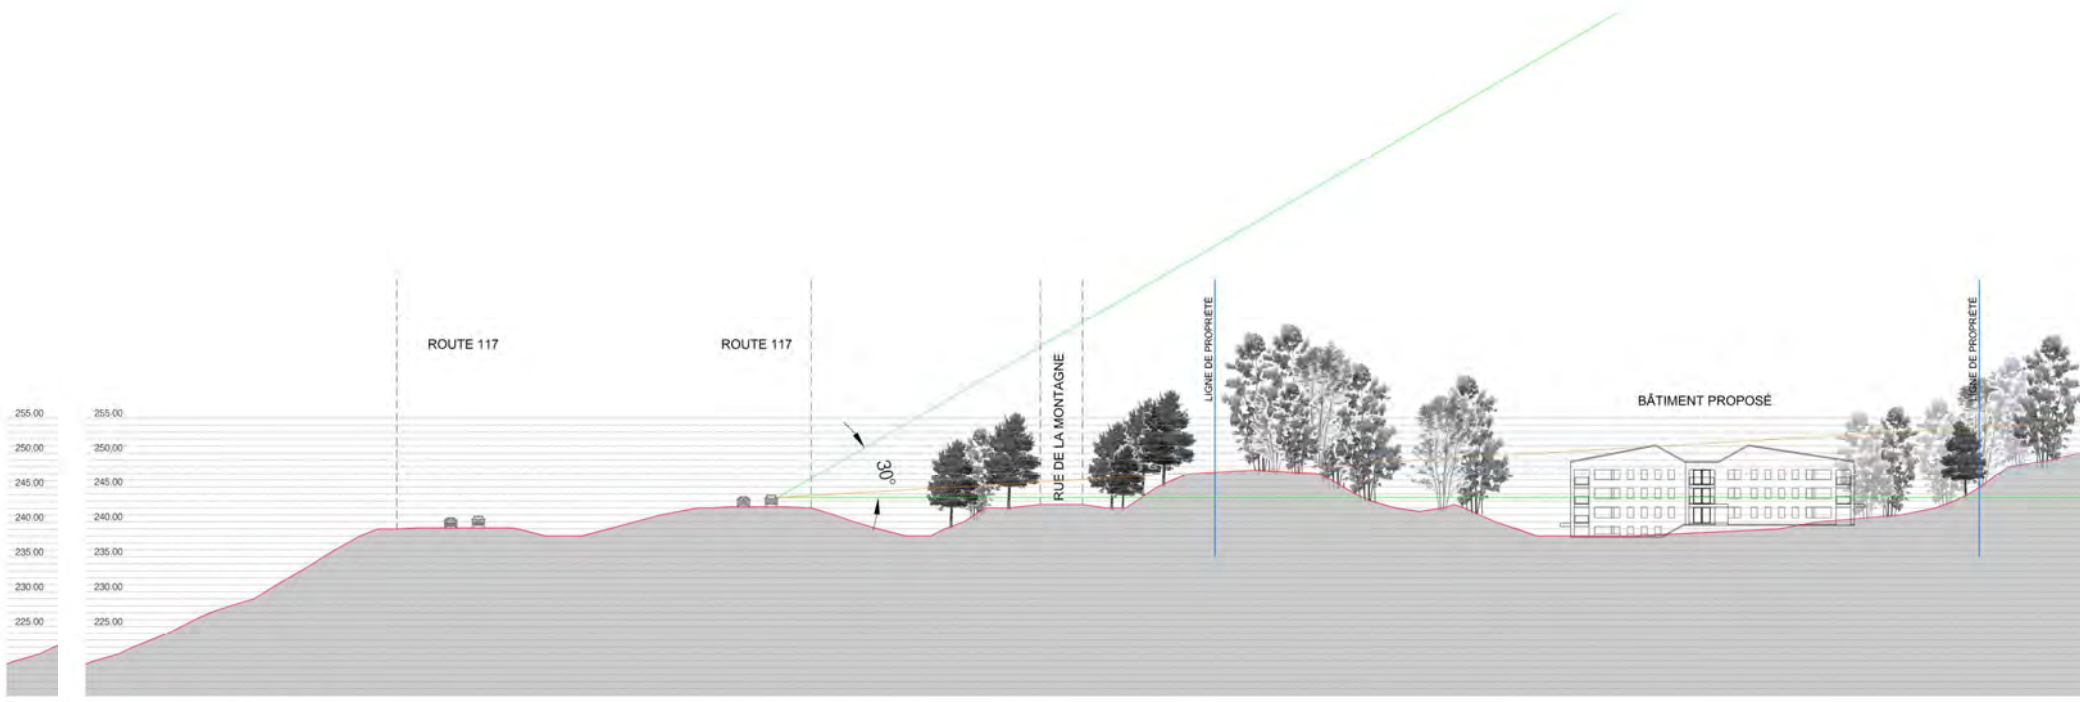 ROUTE 117
ROUTE 117
RUE DE LA MONTAGNE
LIGNE DE PROPRIÉTÉ
BÂTIMENT PROPOSÉ
LIGNE DE PROPRIÉTÉ
30°
255.00
250.00
245.00
240.00
235.00
230.00
225.00
255.00
250.00
245.00
240.00
235.00
230.00
225.00